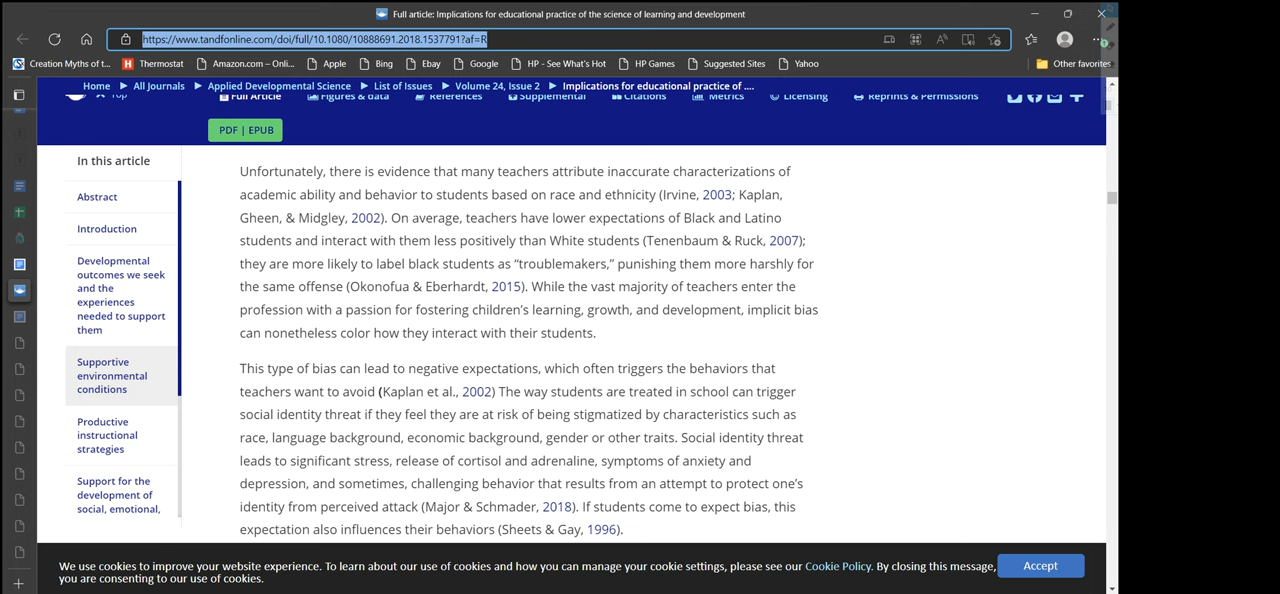 Full article: Implications for educational practice of the science of learning and development
https://www.tandfonline.com/doi/full/10.1080/10888691.2018.1537791?af=R
Creation Myths of t... Thermostat Amazon.com – Onli... Apple Bing Ebay Google HP - See What's Hot HP Games Suggested Sites Yahoo Other favorites
Home Al Journals Applied Developmental Science List of Issues Volume 24, Issue 2 Implications for educational practice of ....
Top Full Article Figures & data References Supplemental Citations Metrics Licensing Reprints & Permissions
PDF | EPUB
In this article
Abstract
Introduction
Developmental
outcomes we seek
and the
experiences
needed to support
them
Supportive
environmental
conditions
Productive
instructional
strategies
Support for the
development of
social, emotional,
Unfortunately, there is evidence that many teachers attribute inaccurate characterizations of
academic ability and behavior to students based on race and ethnicity (Irvine, 2003; Kaplan,
Gheen, & Midgley, 2002). On average, teachers have lower expectations of Black and Latino
students and interact with them less positively than White students (Tenenbaum & Ruck, 2007);
they are more likely to label black students as “troublemakers,” punishing them more harshly for
the same offense (Okonofua & Eberhardt, 2015). While the vast majority of teachers enter the
profession with a passion for fostering children’s learning, growth, and development, implicit bias
can nonetheless color how they interact with their students.
This type of bias can lead to negative expectations, which often triggers the behaviors that
teachers want to avoid (Kaplan et al., 2002) The way students are treated in school can trigger
social identity threat if they feel they are at risk of being stigmatized by characteristics such as
race, language background, economic background, gender or other traits. Social identity threat
leads to significant stress, release of cortisol and adrenaline, symptoms of anxiety and
depression, and sometimes, challenging behavior that results from an attempt to protect one’s
identity from perceived attack (Major & Schmader, 2018). If students come to expect bias, this
expectation also influences their behaviors (Sheets & Gay, 1996).
We use cookies to improve your website experience. To learn about our use of cookies and how you can manage your cookie settings, please see our Cookie Policy. By closing this message,
you are consenting to our use of cookies.
Accept